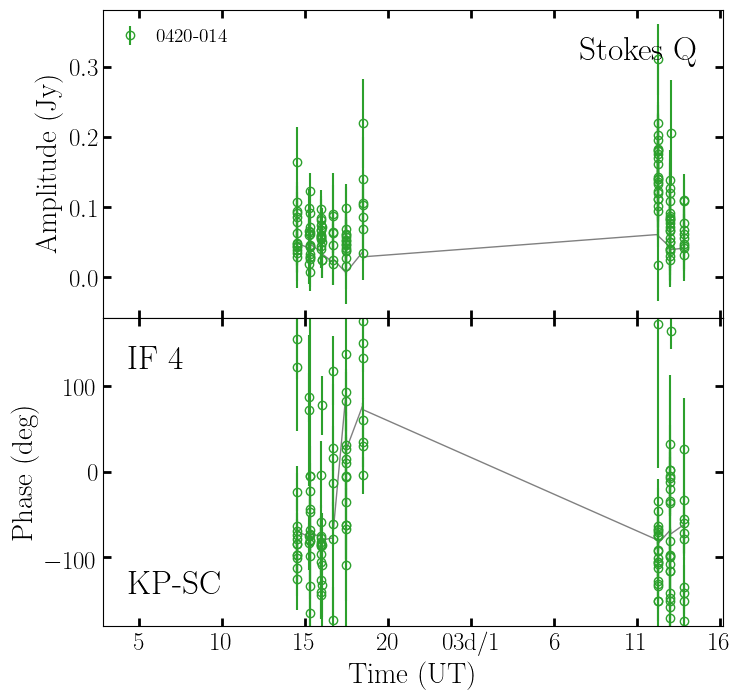 0420-014
Stokes Q
Amplitude (Jy)
0.3
0.2
0.1
0.0
IF 4
KP-SC
Phase (deg)
100
0
−100
5 10 15 20 03d/1 6 11 16
Time (UT)